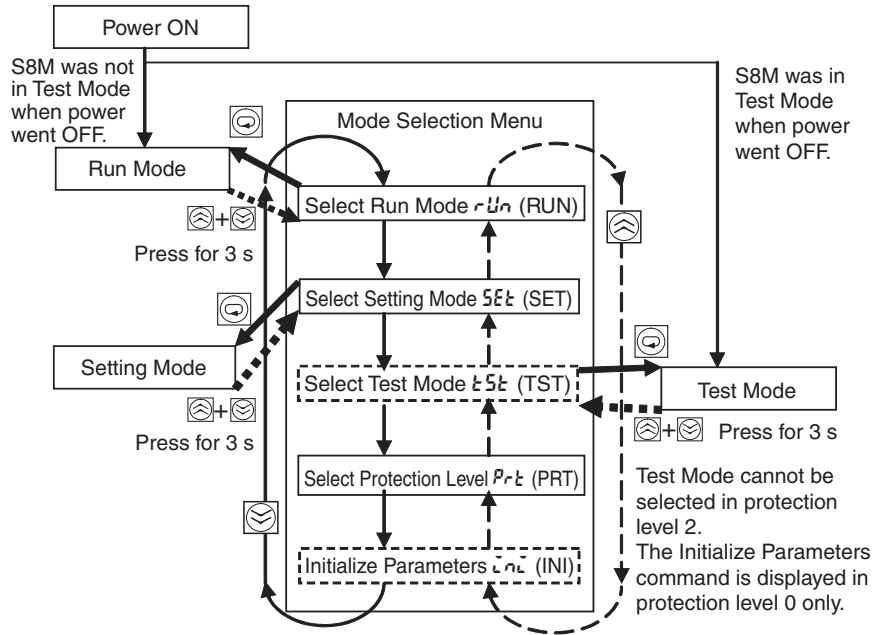 Power ON
S8M was not
in Test Mode
when power
went OFF.
S8M was in
Test Mode
when power
went OFF.
Mode Selection Menu
Run Mode
Select Run Mode rUn (RUN)
+
Press for 3 s
Select Setting Mode SEt (SET)
Setting Mode
+
Press for 3 s
Select Test Mode tSt (TST)
Test Mode
+ Press for 3 s
Select Protection Level Prt (PRT)
Initialize Parameters ini (INI)
Test Mode cannot be
selected in protection
level 2.
The Initialize Parameters
command is displayed in
protection level 0 only.